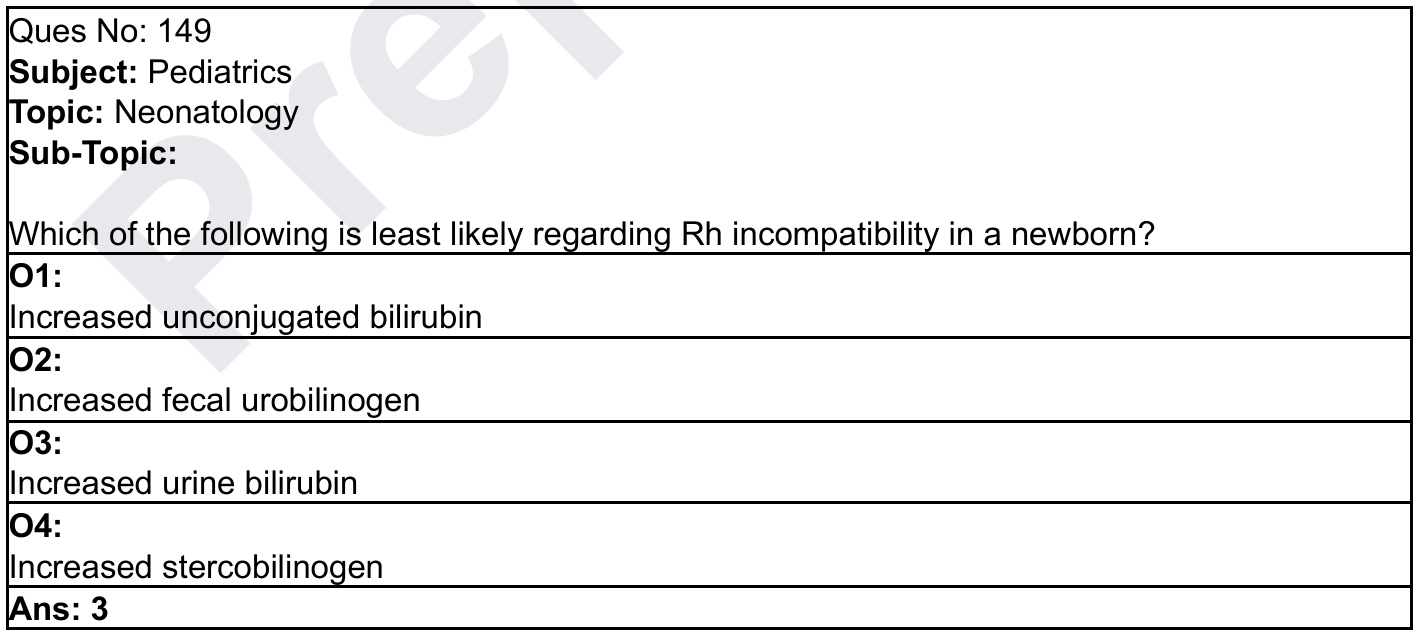 Ques No: 149
Subject: Pediatrics
Topic: Neonatology
Sub-Topic:
Which of the following is least likely regarding Rh incompatibility in a newborn?
O1:
Increased unconjugated bilirubin
O2:
Increased fecal urobilinogen
O3:
Increased urine bilirubin
O4:
Increased stercobilinogen
Ans: 3